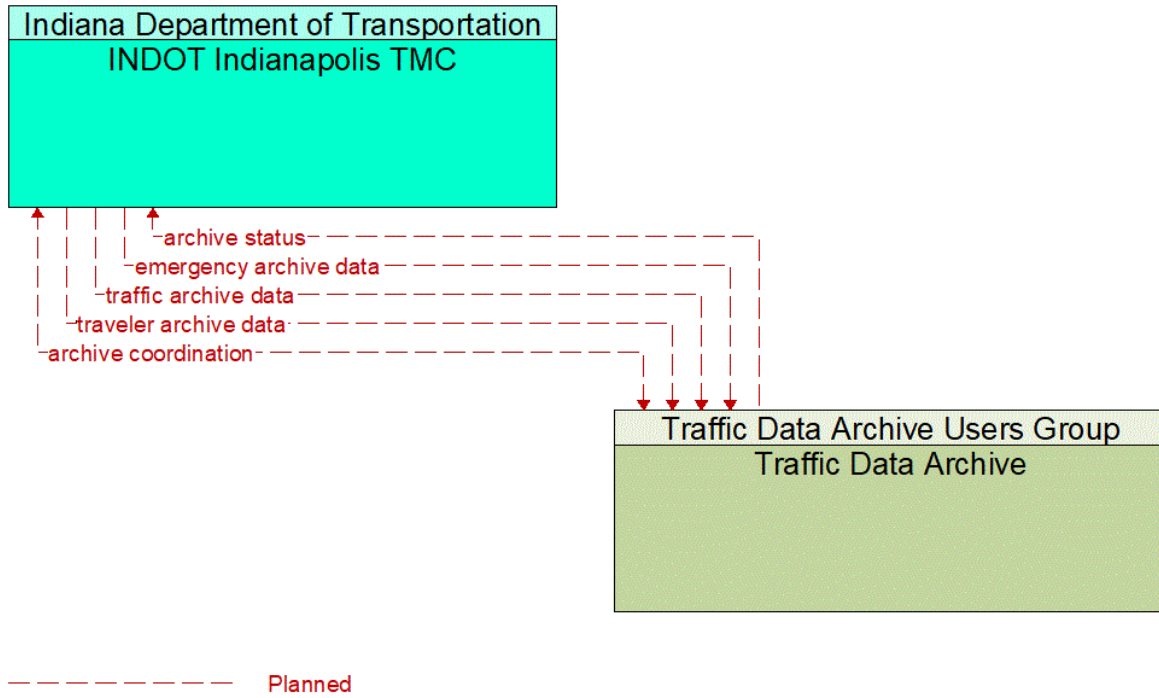 Indiana Department of Transportation
INDOT Indianapolis TMC
archive status
emergency archive data
traffic archive data
traveler archive data
archive coordination
Traffic Data Archive Users Group
Traffic Data Archive
Planned